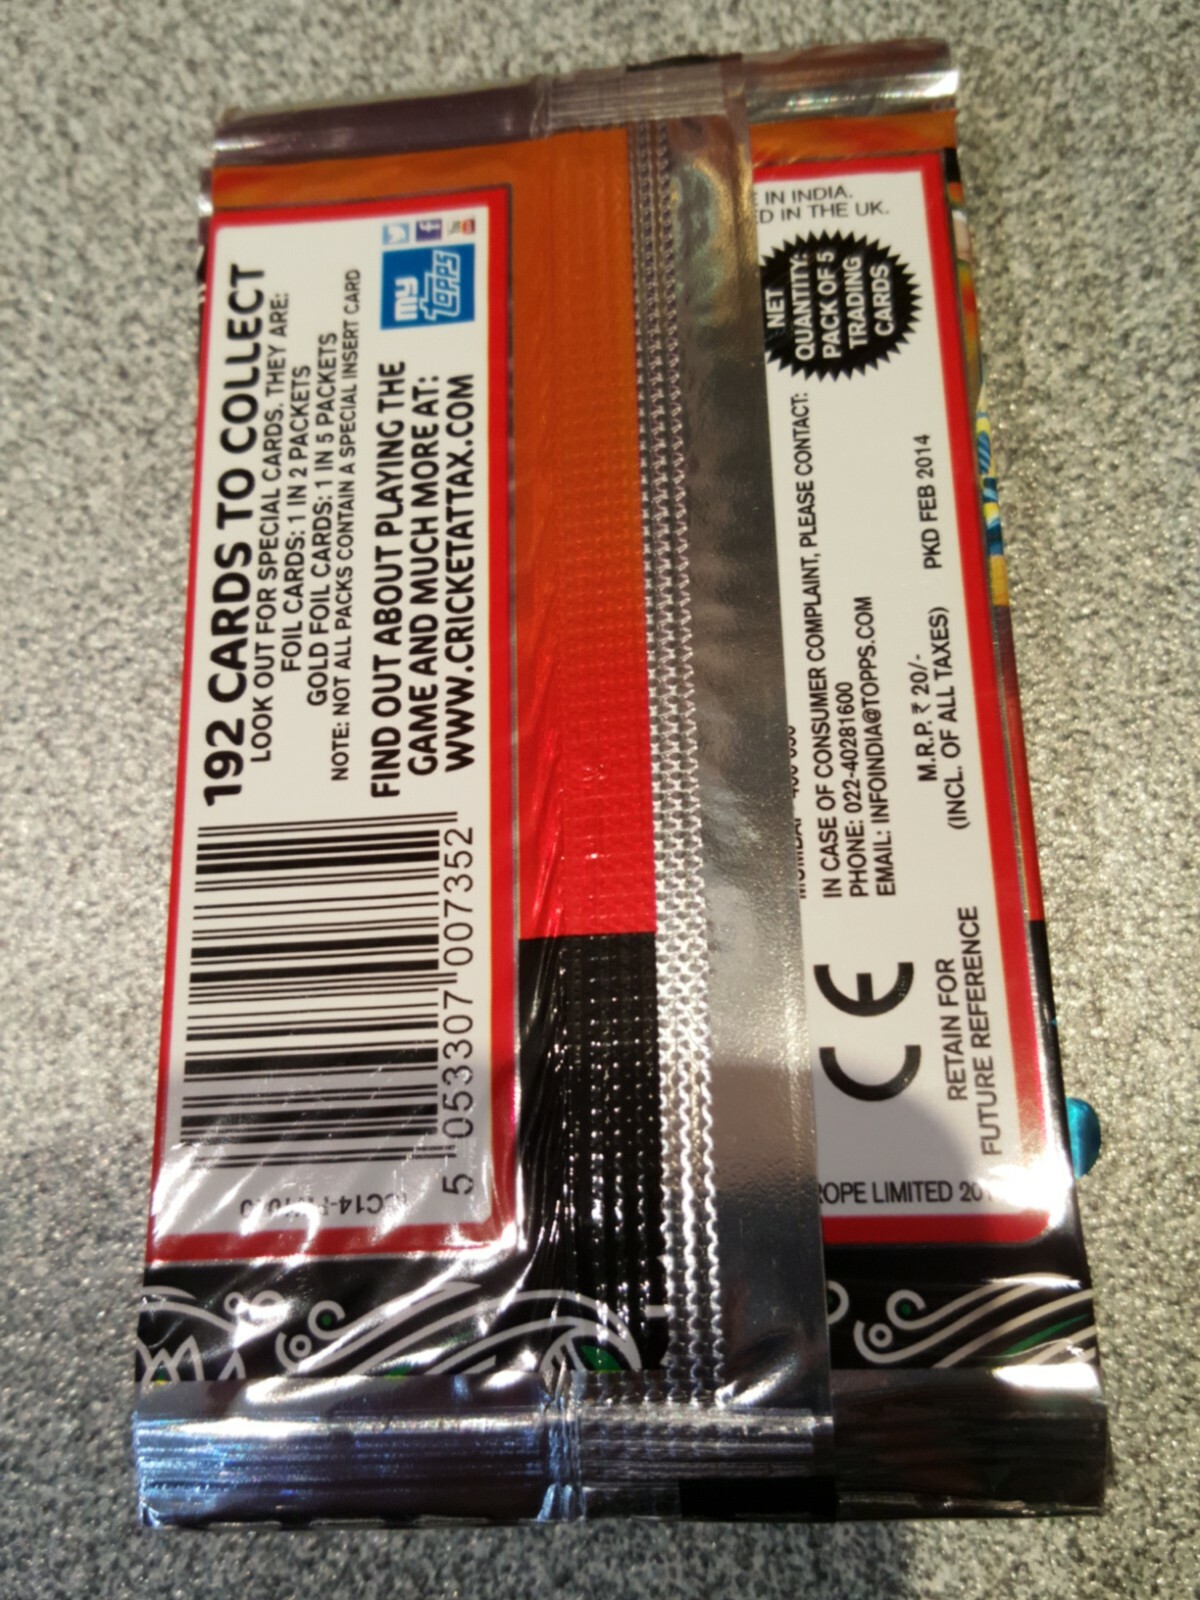 192 CARDS TO COLLECT
LOOK OUT FOR SPECIAL CARDS. THEY ARE:
FOIL CARDS: 1 IN 2 PACKETS
GOLD FOIL CARDS: 1 IN 5 PACKETS
NOTE: NOT ALL PACKS CONTAIN A SPECIAL INSERT CARD
FIND OUT ABOUT PLAYING THE
GAME AND MUCH MORE AT:
WWW.CRICKETATTAX.COM
my
topps
5 053307 007352
IN INDIA.
IN THE UK.
NET
QUANTITY:
PACK OF 5
TRADING
CARDS
IN CASE OF CONSUMER COMPLAINT, PLEASE CONTACT:
PHONE: 022-40281600
EMAIL: INFOINDIA@TOPPS.COM
M.R.P. ₹ 20/-
(INCL. OF ALL TAXES)
PKD FEB 2014
CE
RETAIN FOR
FUTURE REFERENCE
LIMITED